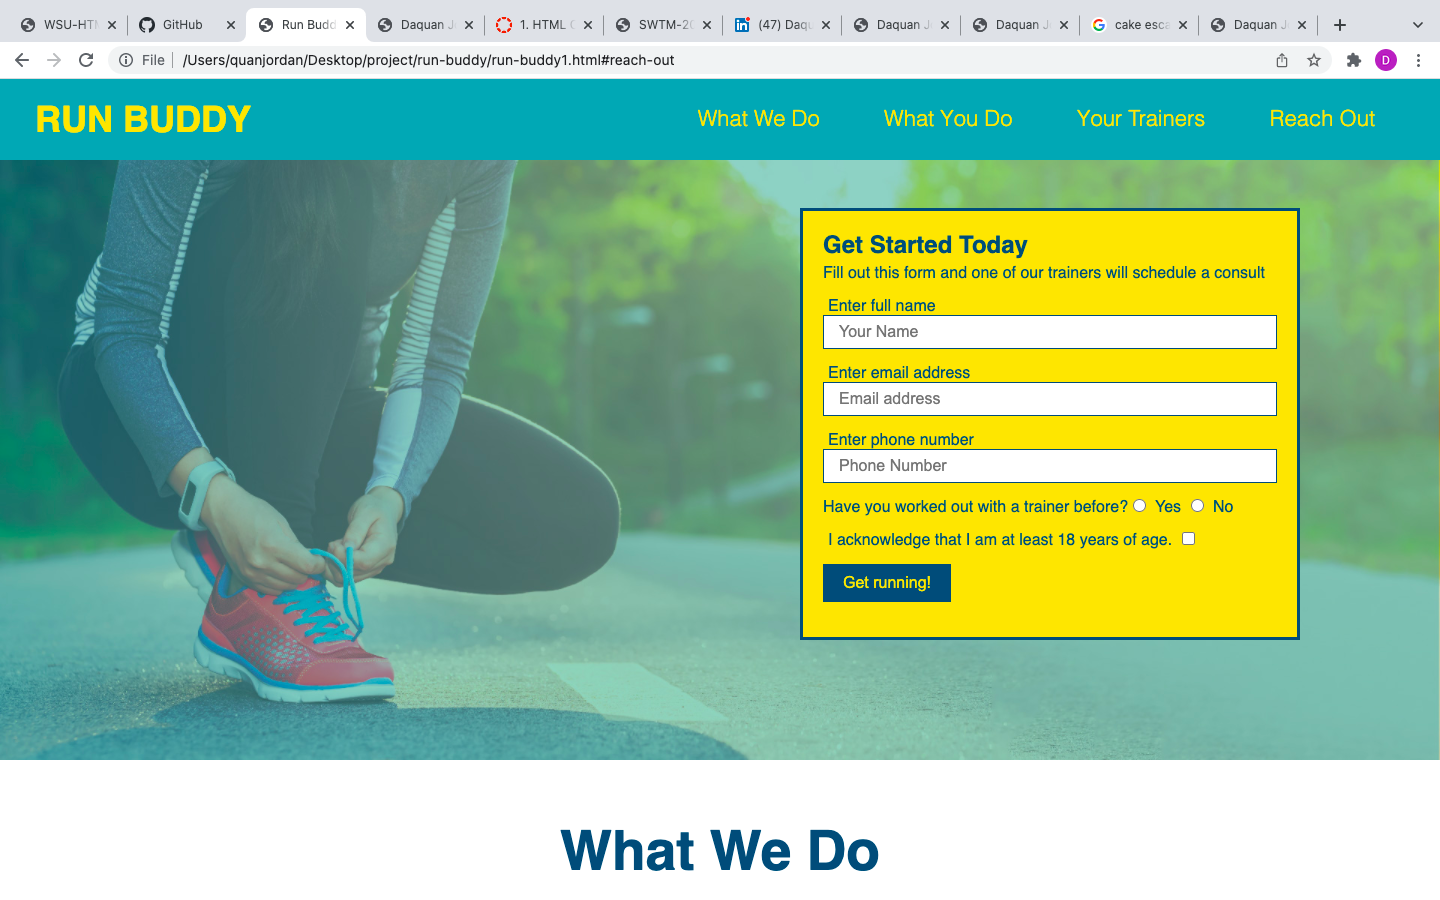 WSU-HTM GitHub Run Budd Daquan J 1. HTML SWTM-20 (47) Daqu Daquan J Daquan J cake esca Daquan J
File /Users/quanjordan/Desktop/project/run-buddy/run-buddy1.html#reach-out D
RUN BUDDY What We Do What You Do Your Trainers Reach Out
Get Started Today
Fill out this form and one of our trainers will schedule a consult
Enter full name
Your Name
Enter email address
Email address
Enter phone number
Phone Number
Have you worked out with a trainer before? Yes No
I acknowledge that I am at least 18 years of age.
Get running!
What We Do